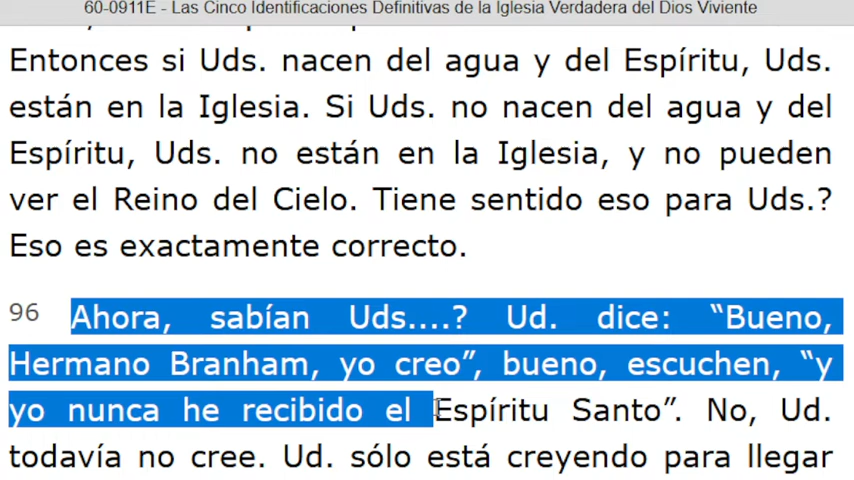 60-0911E - Las Cinco Identificaciones Definitivas de la Iglesia Verdadera del Dios Viviente
Entonces si Uds. nacen del agua y del Espíritu, Uds.
están en la Iglesia. Si Uds. no nacen del agua y del
Espíritu, Uds. no están en la Iglesia, y no pueden
ver el Reino del Cielo. Tiene sentido eso para Uds.?
Eso es exactamente correcto.
96 Ahora, sabían Uds....? Ud. dice: “Bueno,
Hermano Branham, yo creo”, bueno, escuchen, “y
yo nunca he recibido el Espíritu Santo”. No, Ud.
todavía no cree. Ud. sólo está creyendo para llegar